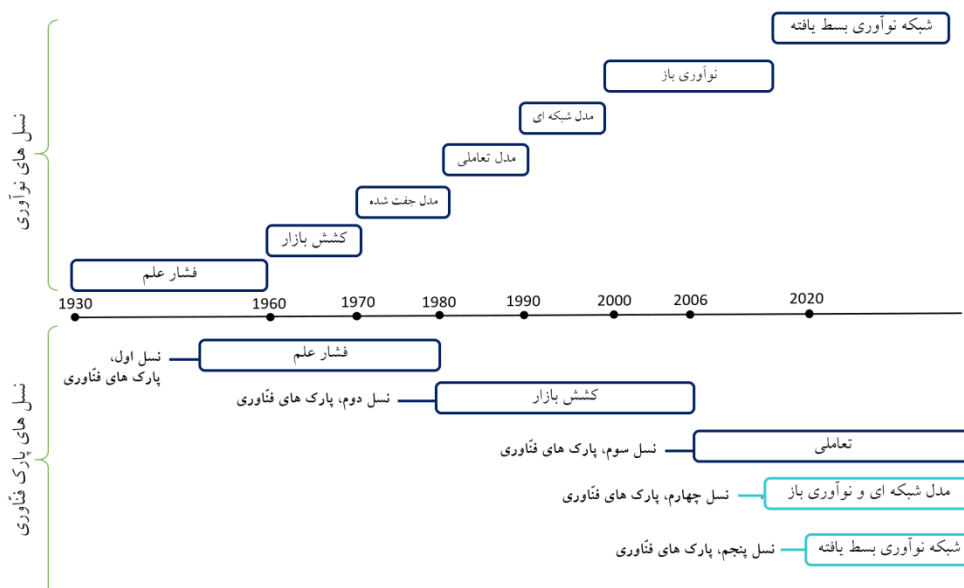 شبکه نوآوری بسط یافته
نوآوری باز
مدل شبکه ای
مدل تعاملی
مدل جفت شده
کشش بازار
فشار علم
نسل های نوآوری
1930 1960 1970 1980 1990 2000 2006 2020
نسل های پارک فنّاوری
نسل اول،
پارک های فنّاوری
فشار علم
نسل دوم، پارک های فنّاوری
کشش بازار
نسل سوم، پارک های فنّاوری
تعاملی
نسل چهارم، پارک های فنّاوری
مدل شبکه ای و نوآوری باز
نسل پنجم، پارک های فنّاوری
شبکه نوآوری بسط یافته